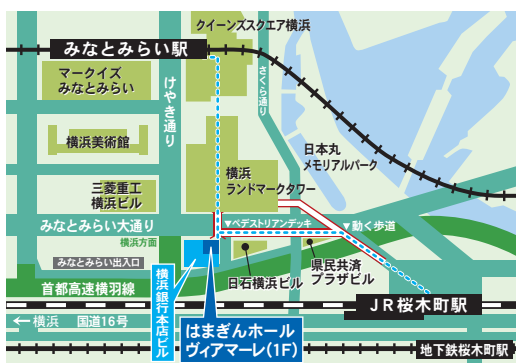 クイーンズスクエア横浜
みなとみらい駅
マークイズ
みなとみらい
けやき通り
さくら通り
横浜美術館
日本丸
メモリアルパーク
横浜
ランドマークタワー
三菱重工
横浜ビル
みなとみらい大通り
▼ペデストリアンデッキ
▼動く歩道
横浜方面
みなとみらい出入口
日石横浜ビル
県民共済
プラザビル
首都高速横羽線
横浜銀行本店ビル
JR桜木町駅
←横浜 国道16号
はまぎんホール
ヴィアマーレ(1F)
地下鉄桜木町駅